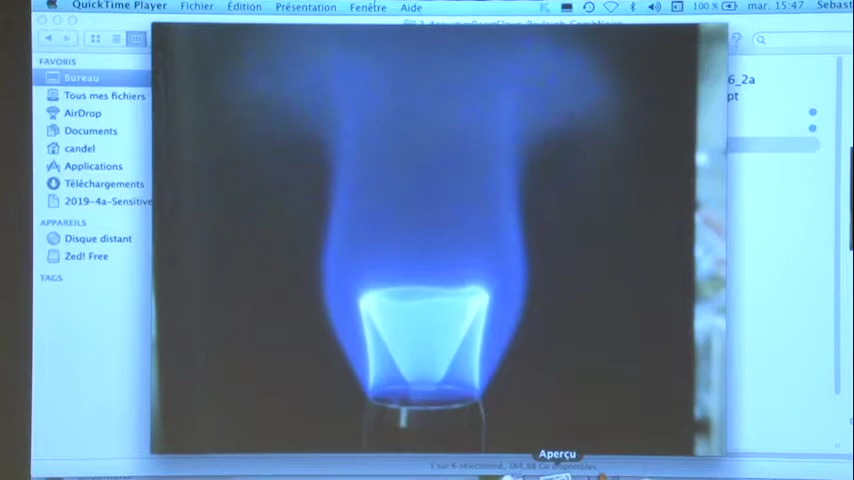 QuickTime Player Fichier Édition Présentation Fenêtre Aide 100 % mar. 15:47 Sebast
FAVORIS
Bureau
Tous mes fichiers
AirDrop
Documents
candel
Applications
Téléchargements
2019-4a-Sensitive
APPAREILS
Disque distant
Zed! Free
TAGS
6_2a
pt
Aperçu